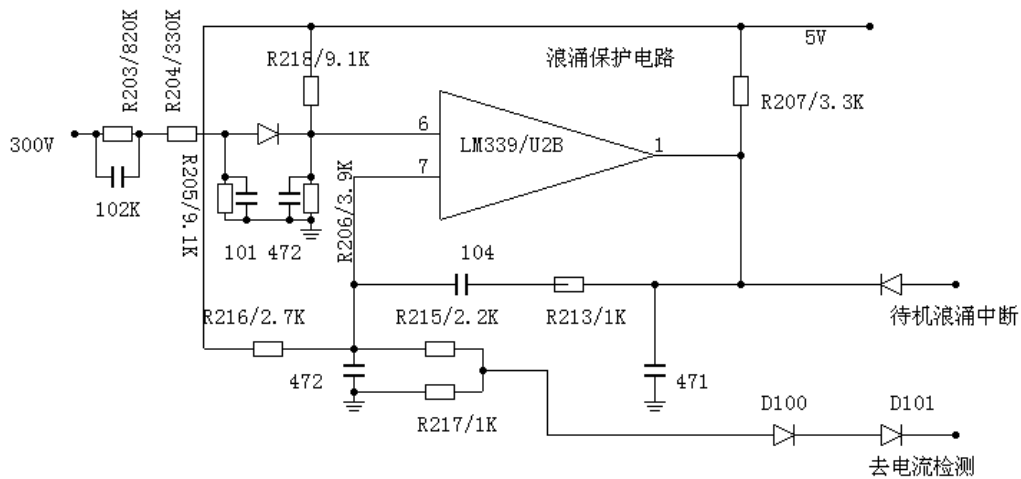 5V
R218/9.1K
浪涌保护电路
R203/820K
R204/330K
R207/3.3K
300V
6
LM339/U2B
1
7
102K
R205/9.1K
101 472
R206/3.9K
104
R216/2.7K
R215/2.2K
R213/1K
待机浪涌中断
472
471
R217/1K
D100
D101
去电流检测